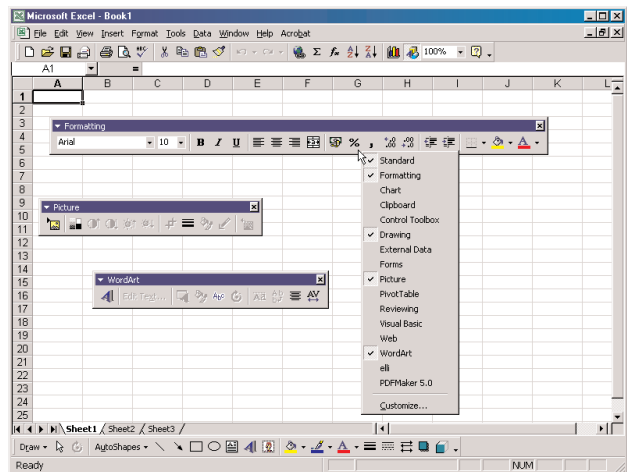 Microsoft Excel - Book1
File Edit View Insert Format Tools Data Window Help Acrobat
Σ fx 100% ?
A1 =
A B C D E F G H I J K L
1
2
3
Formatting
4
Arial 10 B I U % ,
5
6
7
8
9
Picture
10
11
12
13
14
WordArt
15
16
Edit Text... Abc Aa AV
17
18
19
20
21
22
23
24
25
Standard
Formatting
Chart
Clipboard
Control Toolbox
Drawing
External Data
Forms
Picture
PivotTable
Reviewing
Visual Basic
Web
WordArt
elli
PDFMaker 5.0
Customize...
Sheet1 Sheet2 Sheet3
Draw AutoShapes A
Ready NUM